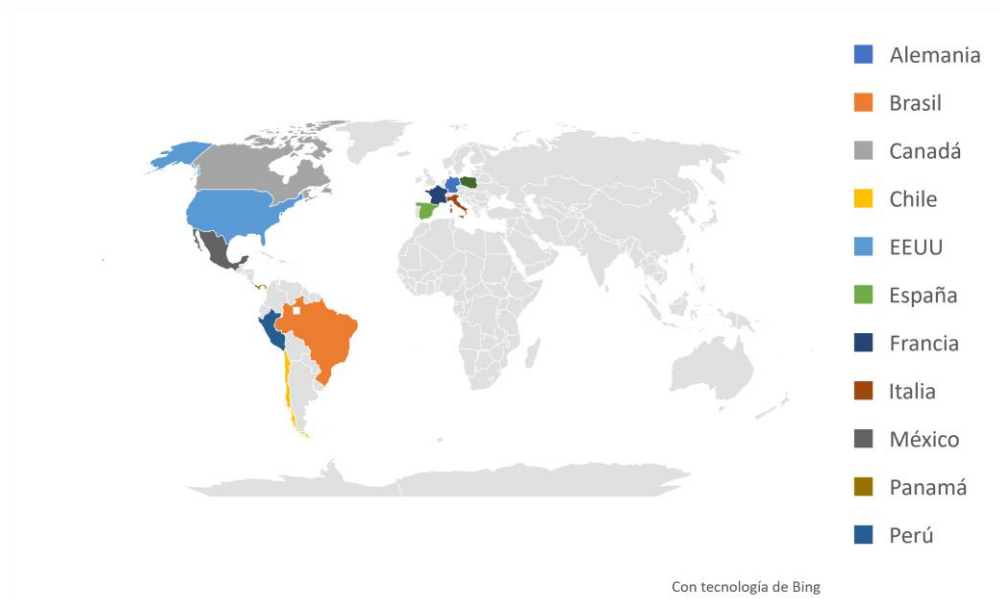 Alemania
Brasil
Canadá
Chile
EEUU
España
Francia
Italia
México
Panamá
Perú
Con tecnología de Bing